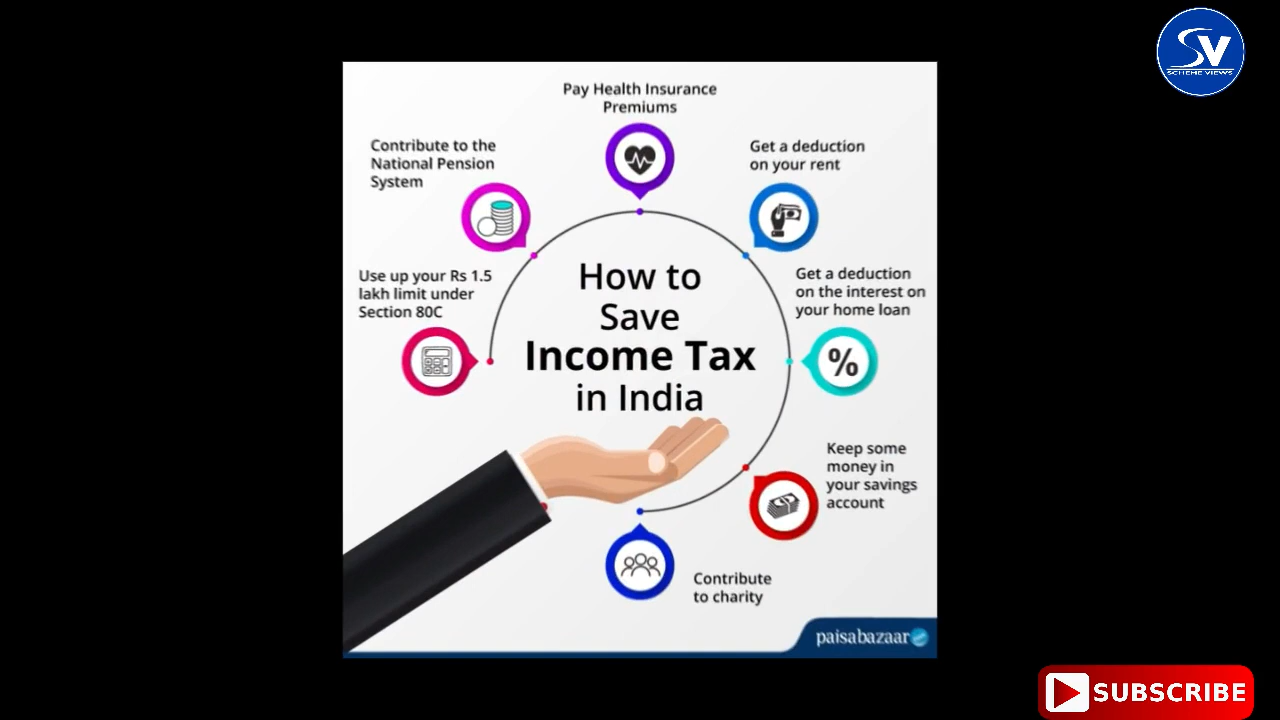 SV
SCHEME VIEWS
Pay Health Insurance
Premiums
Contribute to the
National Pension
System
Get a deduction
on your rent
Use up your Rs 1.5
lakh limit under
Section 80C
Get a deduction
on the interest on
your home loan
How to
Save
Income Tax
in India
%
Keep some
money in
your savings
account
Contribute
to charity
paisabazaar
SUBSCRIBE